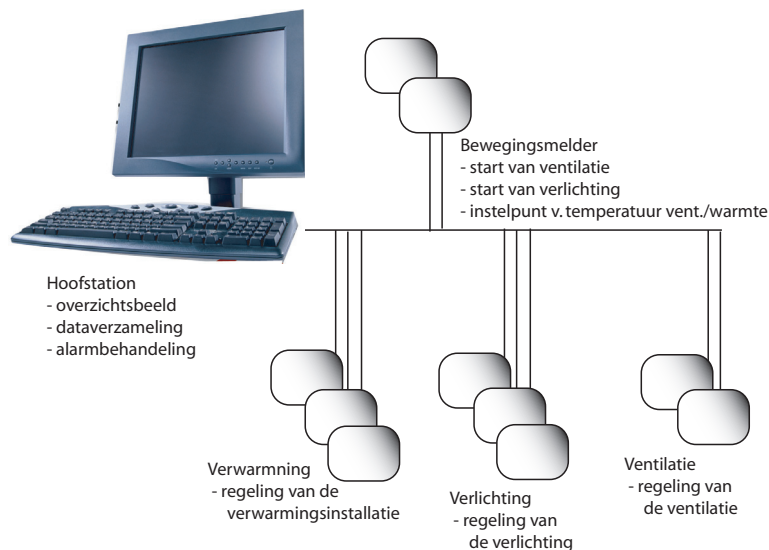 Bewegingsmelder
- start van ventilatie
- start van verlichting
- instelpunt v. temperatuur vent./warmte
Hoofstation
- overzichtsbeeld
- dataverzameling
- alarmbehandeling
Verwarmning
- regeling van de
verwarmingsinstallatie
Verlichting
- regeling van
de verlichting
Ventilatie
- regeling van
de ventilatie